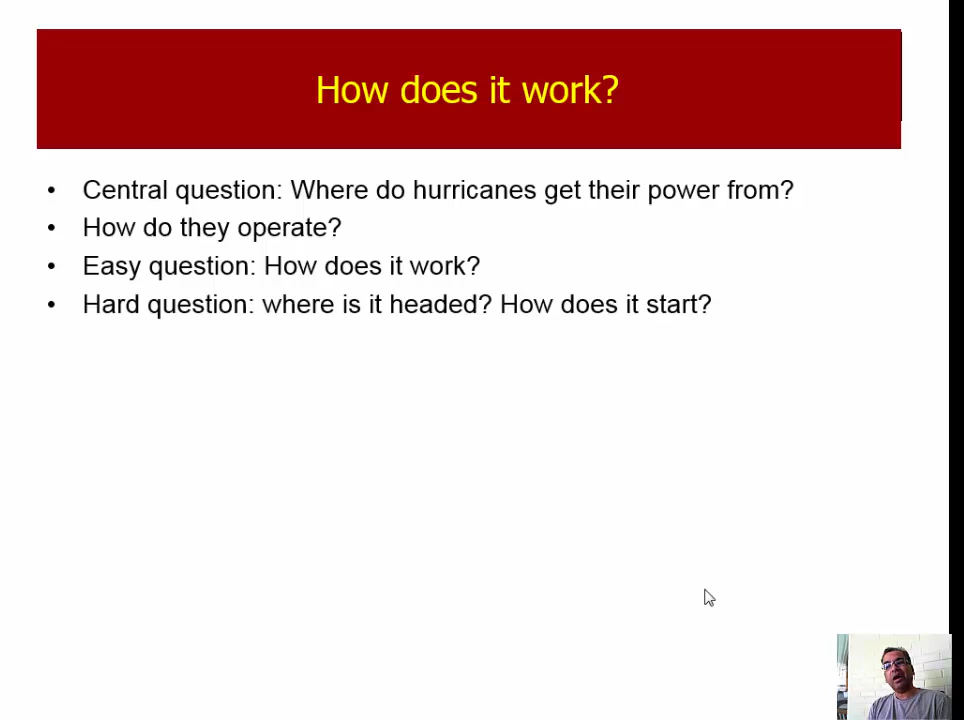 How does it work?
• Central question: Where do hurricanes get their power from?
• How do they operate?
• Easy question: How does it work?
• Hard question: where is it headed? How does it start?